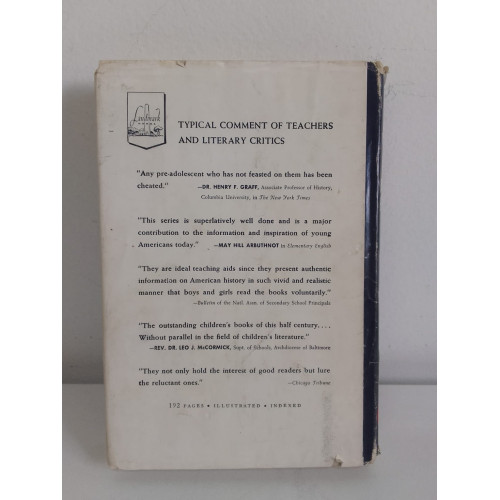 Landmark
BOOKS
TYPICAL COMMENT OF TEACHERS
AND LITERARY CRITICS
"Any pre-adolescent who has not feasted on them has been
cheated." —DR. HENRY F. GRAFF, Associate Professor of History,
Columbia University, in The New York Times
"This series is superlatively well done and is a major
contribution to the information and inspiration of young
Americans today." —MAY HILL ARBUTHNOT in Elementary English
"They are ideal teaching aids since they present authentic
information on American history in such vivid and realistic
manner that boys and girls read the books voluntarily."
—Bulletin of the Natl. Assn. of Secondary School Principals
"The outstanding children's books of this half century....
Without parallel in the field of children's literature."
—REV. DR. LEO J. McCORMICK, Supt. of Schools, Archdiocese of Baltimore
"They not only hold the interest of good readers but lure
the reluctant ones." —Chicago Tribune
192 PAGES • ILLUSTRATED • INDEXED